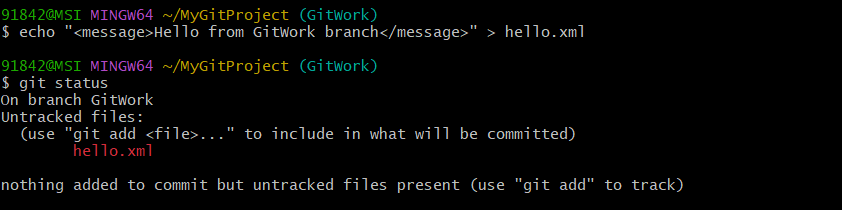 91842@MSI MINGW64 ~/MyGitProject (GitWork)
$ echo "<message>Hello from GitWork branch</message>" > hello.xml
91842@MSI MINGW64 ~/MyGitProject (GitWork)
$ git status
On branch GitWork
Untracked files:
  (use "git add <file>..." to include in what will be committed)
        hello.xml
nothing added to commit but untracked files present (use "git add" to track)